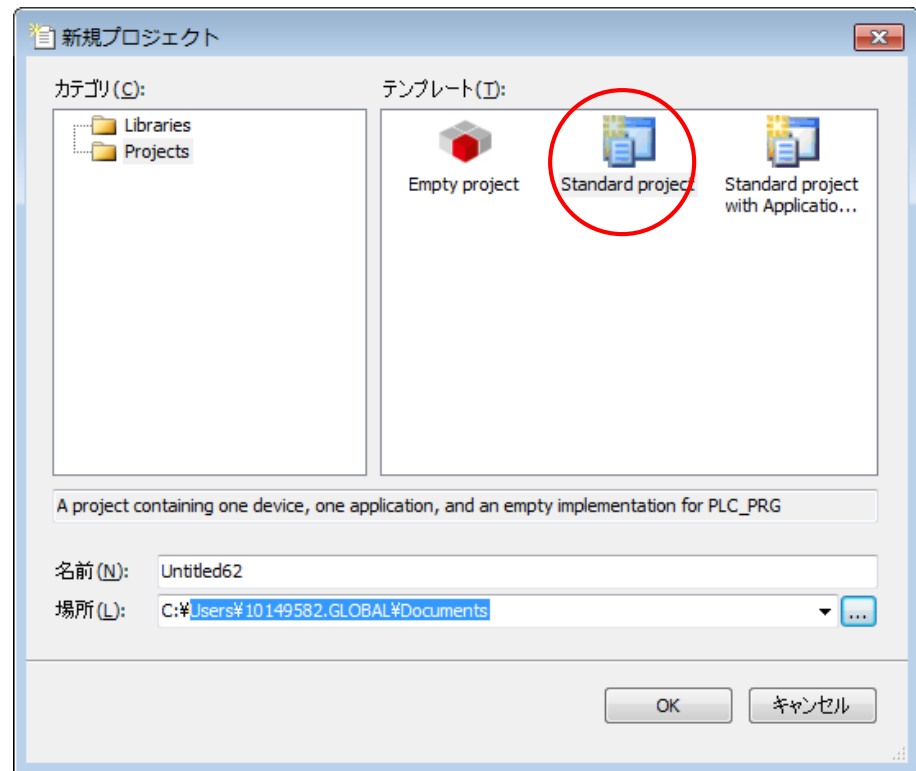 新規プロジェクト
カテゴリ(C):
Libraries
Projects
テンプレート(T):
Empty project
Standard project
Standard project
with Applicatio...
A project containing one device, one application, and an empty implementation for PLC_PRG
名前(N):
Untitled62
場所(L):
C:¥Users¥10149582.GLOBAL¥Documents
...
OK
キャンセル